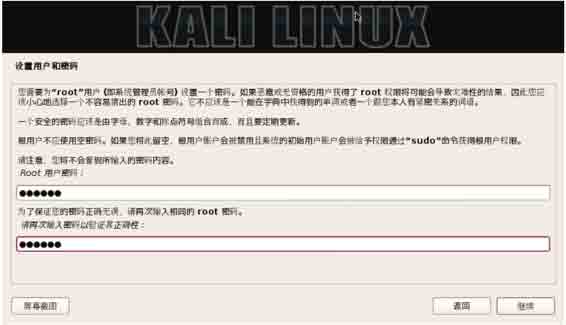 KALI LINUX
设置用户和密码
您需要为“root”用户 (即系统管理员帐号) 设置一个密码。如果恶意或无资格的用户获得了 root 权限将可能会导致灾难性的结果，因此您应
该小心地选择一个不容易猜出的 root 密码。它不应该是一个能在字典中找得到的单词或者一个跟您本人有紧密关系的词语。
一个安全的密码应该是由字母、数字和标点符号组合而成，而且要定期更新。
根用户不应使用空密码。如果您将此留空，根用户账户会被禁用且系统的初始用户账户会被给予权限通过“sudo”命令获得根用户权限。
请注意，您将不会看到所输入的密码内容。
Root 用户密码：
●●●●●●
为了保证您的密码正确无误，请再次输入相同的 root 密码。
请再次输入密码以验证其正确性：
●●●●●●
屏幕截图 返回 继续